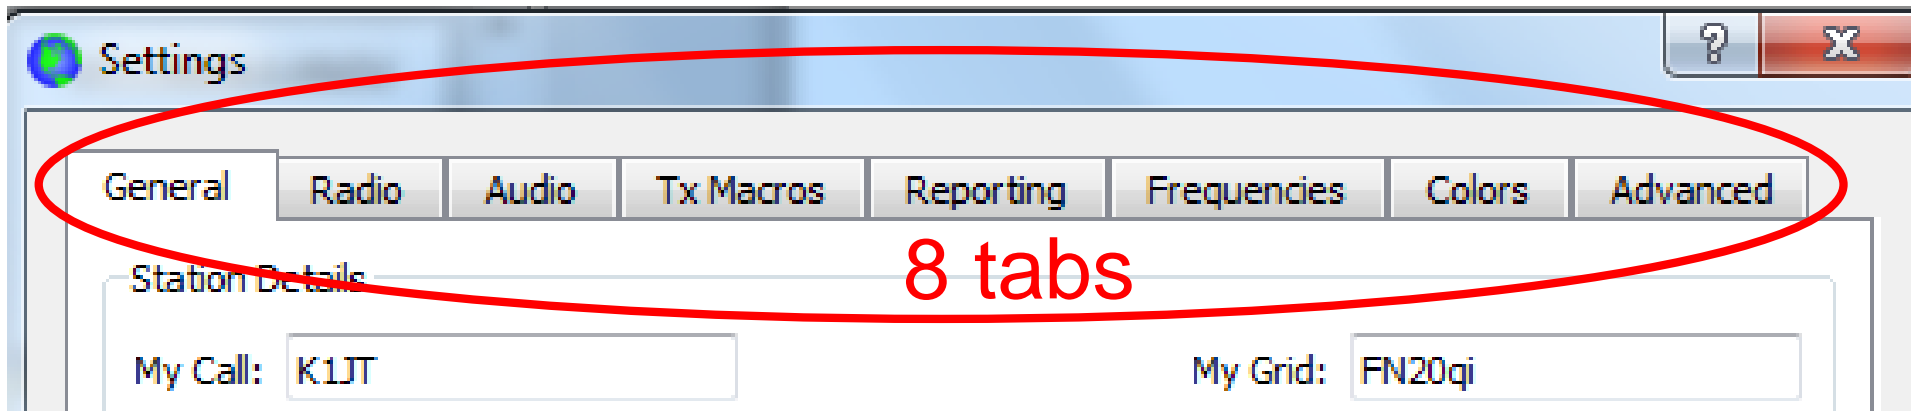 Settings
General Radio Audio Tx Macros Reporting Frequencies Colors Advanced
8 tabs
Station Details
My Call: K1JT My Grid: FN20qi